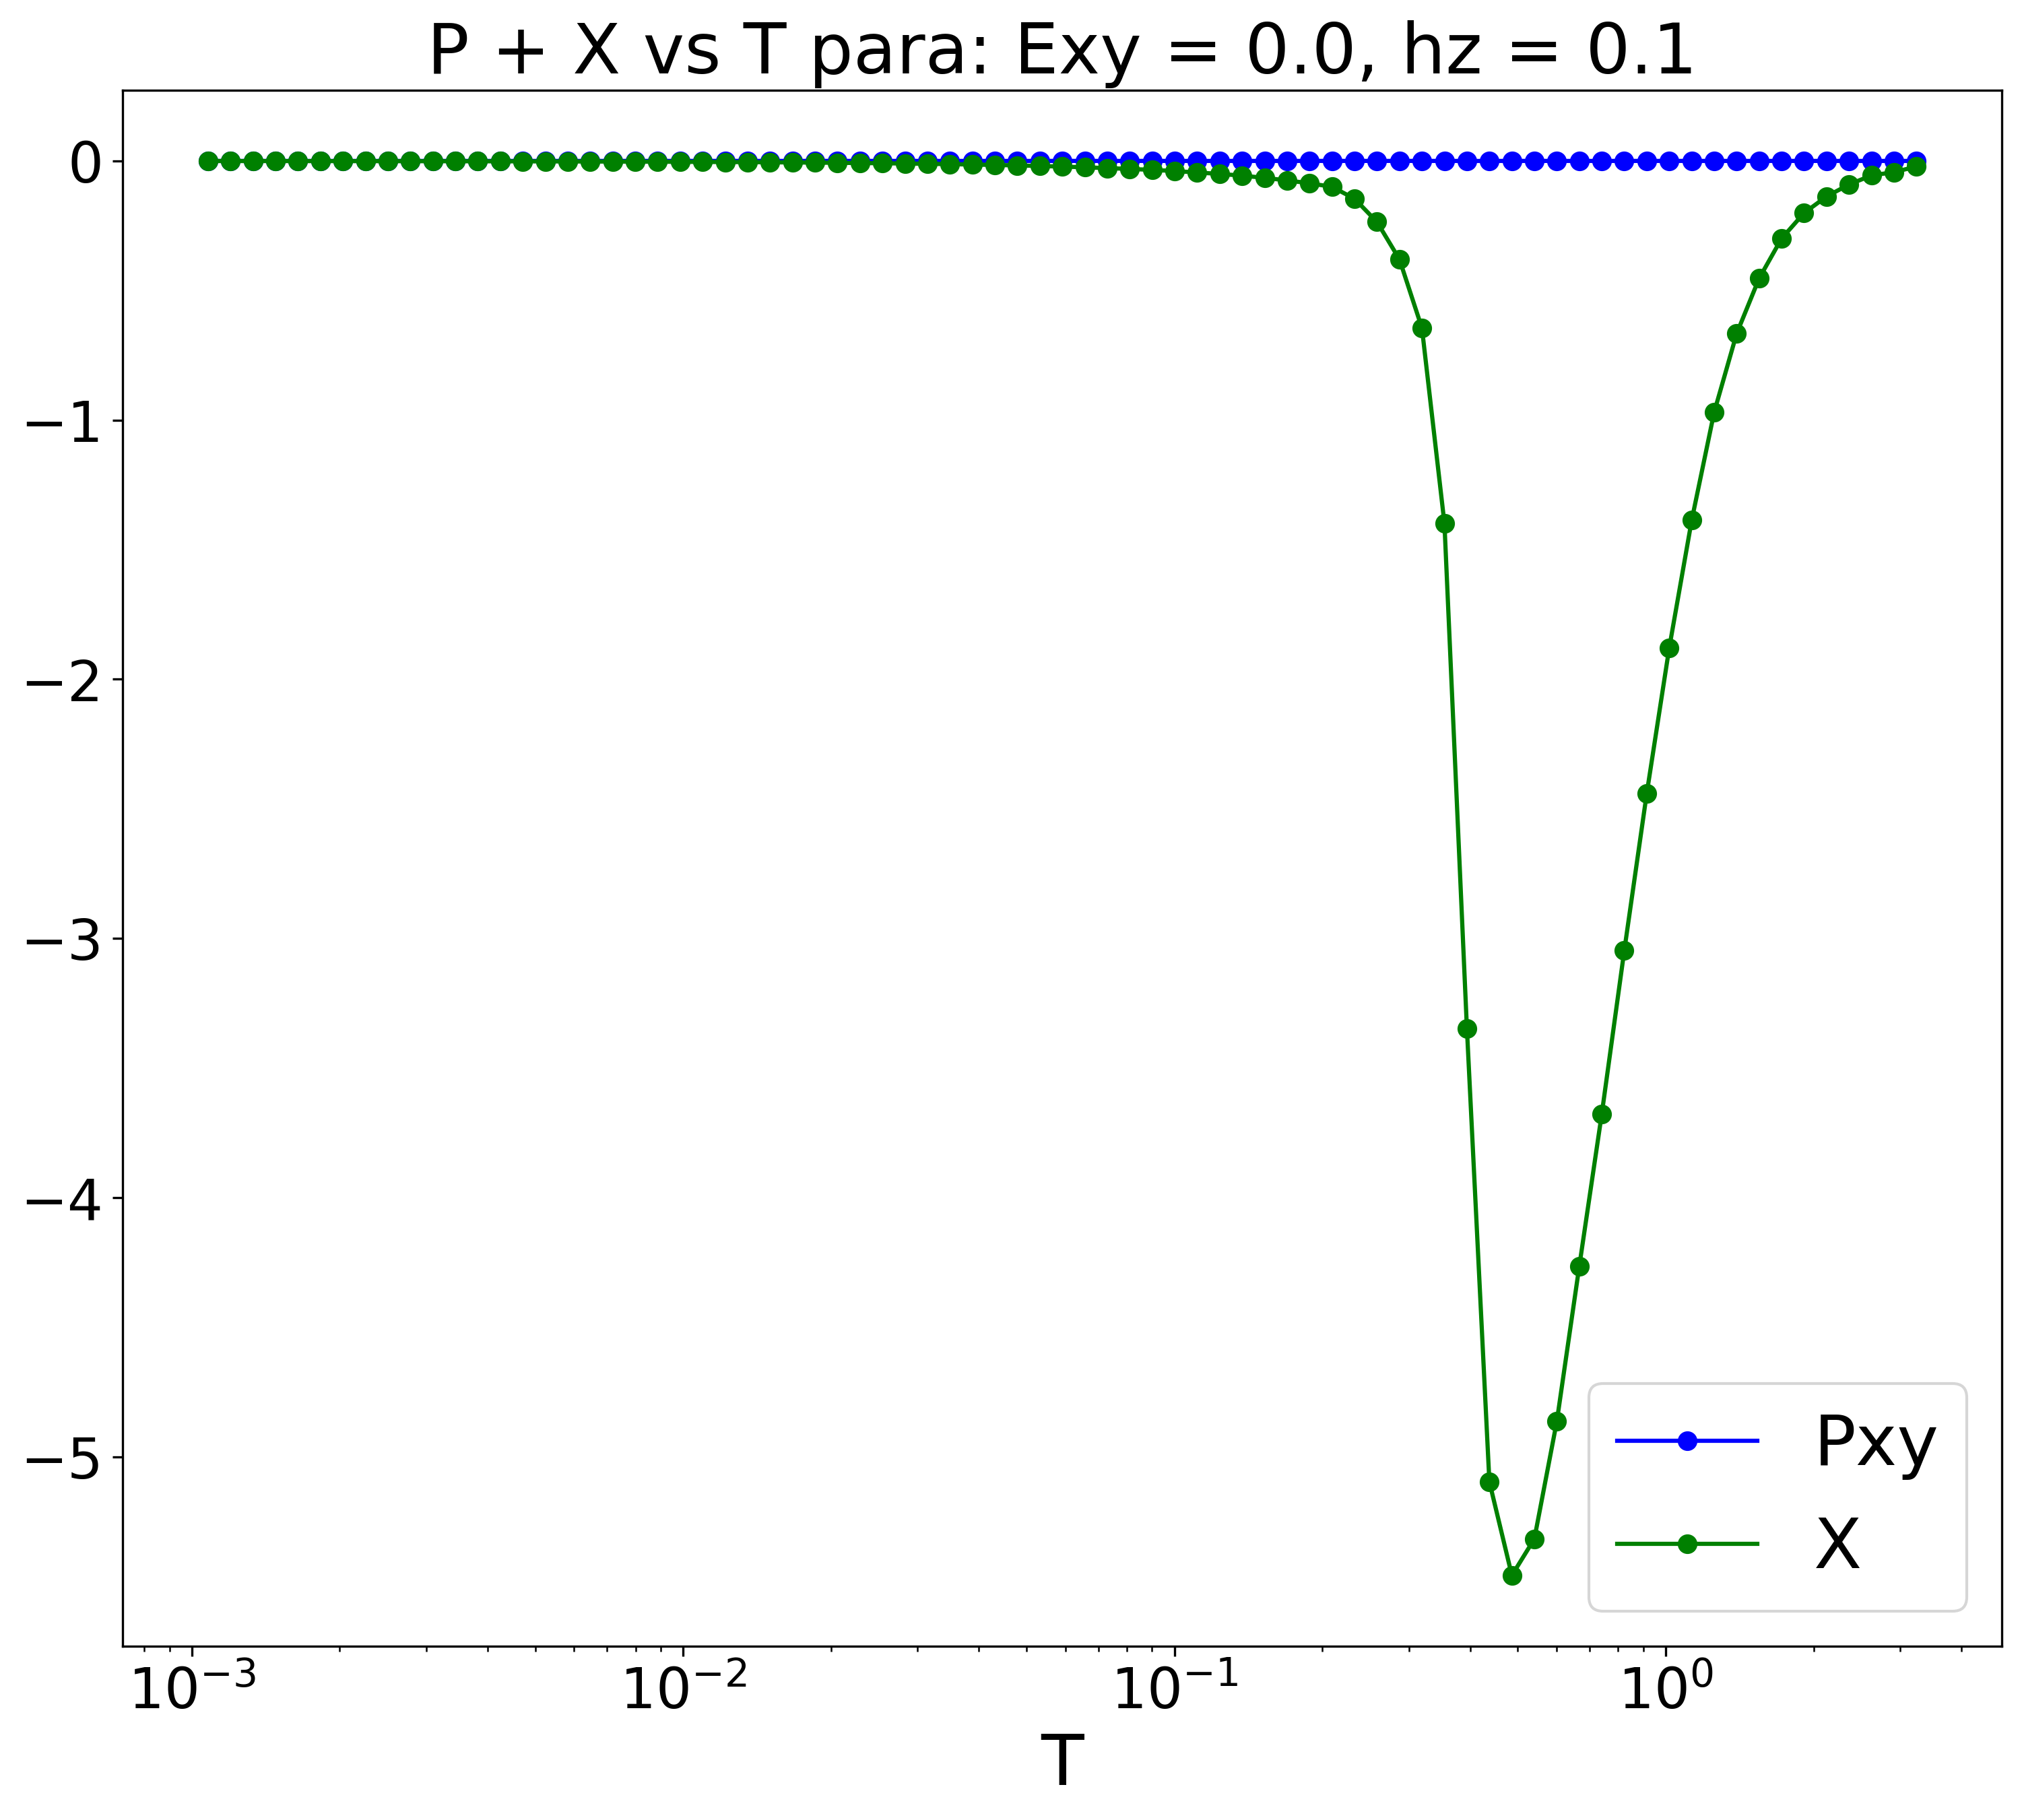 P + X vs T para: Exy = 0.0, hz = 0.1
0
−1
−2
−3
−4
−5
Pxy
X
10⁻³ 10⁻² 10⁻¹ 10⁰
T